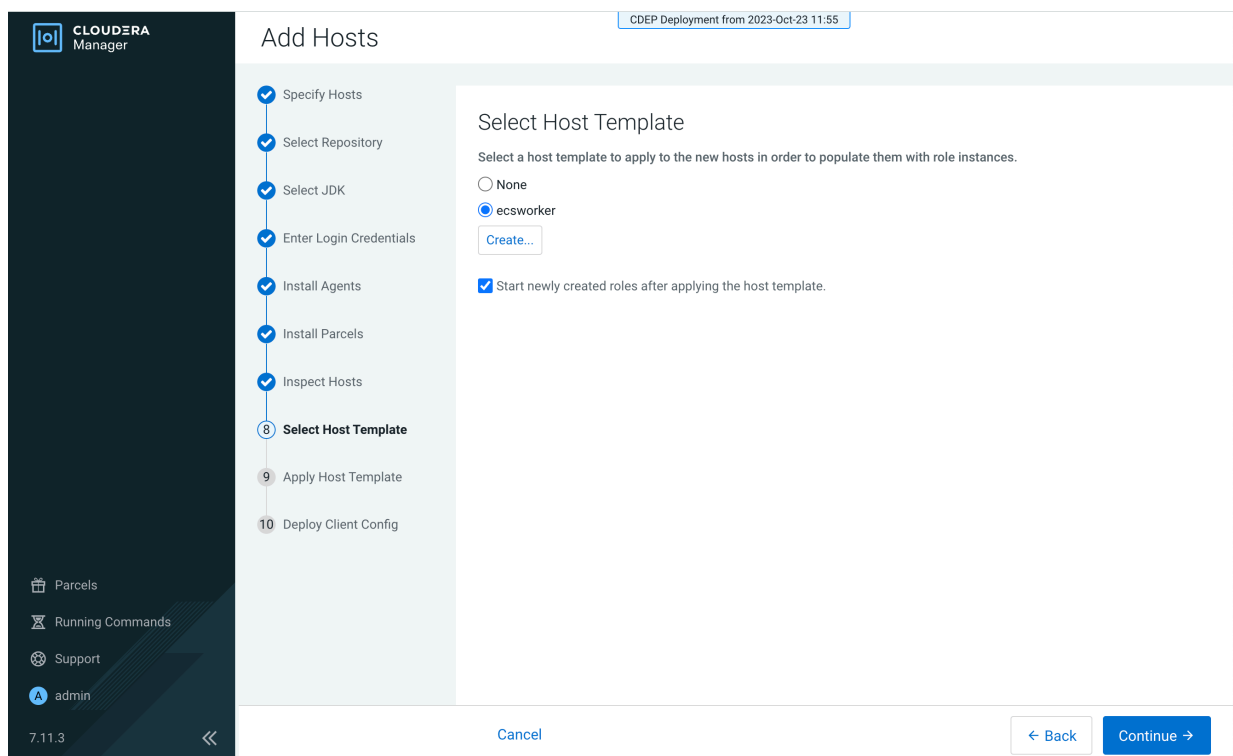 CLOUDERA
Manager
CDEP Deployment from 2023-Oct-23 11:55
Add Hosts
Specify Hosts
Select Repository
Select JDK
Enter Login Credentials
Install Agents
Install Parcels
Inspect Hosts
8 Select Host Template
9 Apply Host Template
10 Deploy Client Config
Select Host Template
Select a host template to apply to the new hosts in order to populate them with role instances.
None
ecsworker
Create...
Start newly created roles after applying the host template.
Parcels
Running Commands
Support
A admin
7.11.3
Cancel
← Back
Continue →